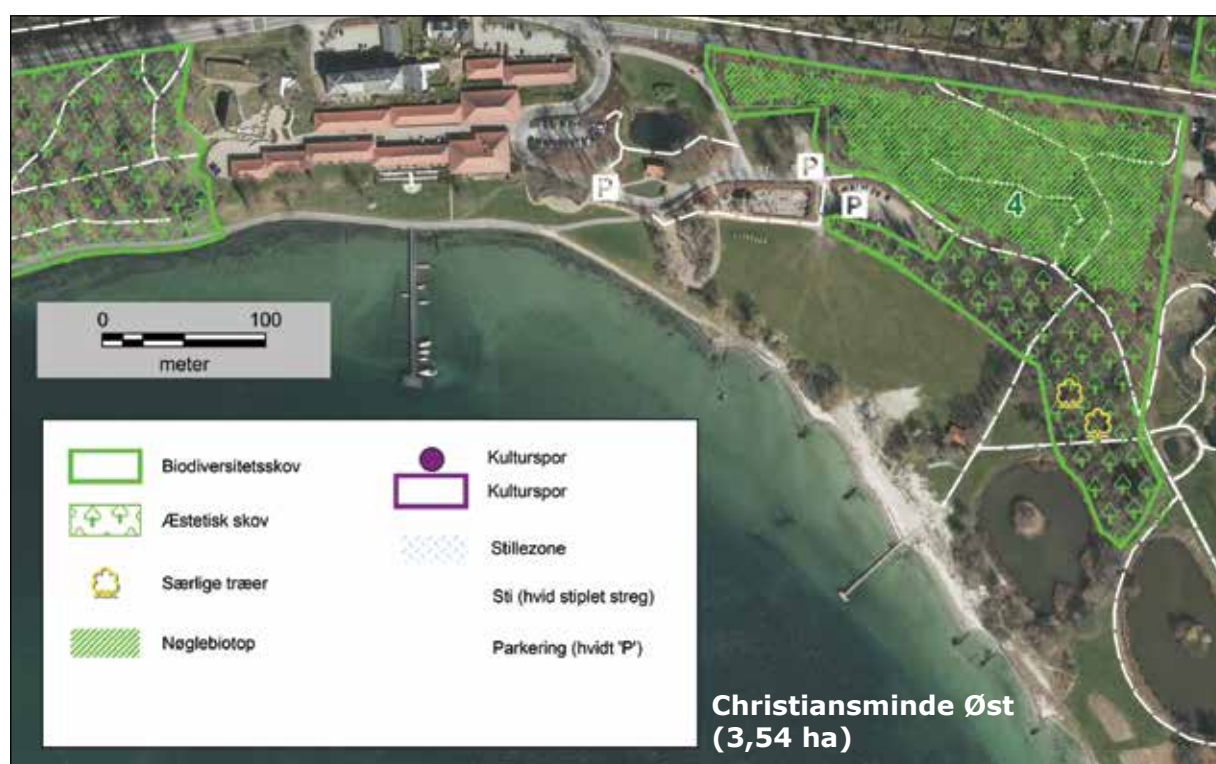 P
P
P
4
0 100
meter
Biodiversitetsskov
Æstetisk skov
Særlige træer
Nøglebiotop
Kulturspor
Kulturspor
Stillezone
Sti (hvid stiplet streg)
Parkering (hvidt 'P')
Christiansminde Øst
(3,54 ha)